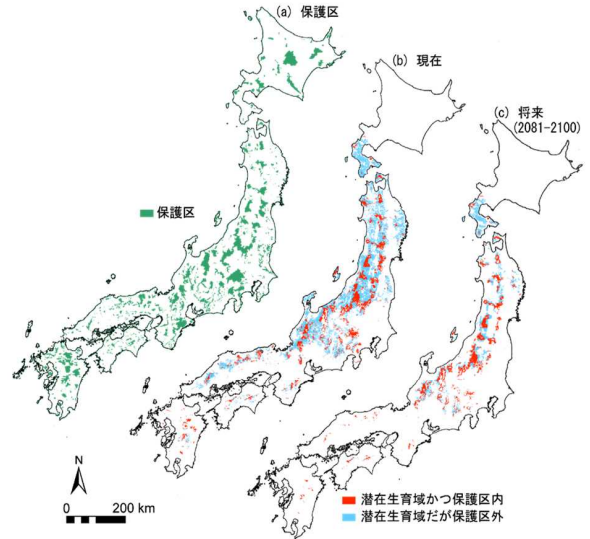 (a) 保護区
(b) 現在
(c) 将来
(2081-2100)
保護区
N
0 200 km
潜在生育域かつ保護区内
潜在生育域だが保護区外